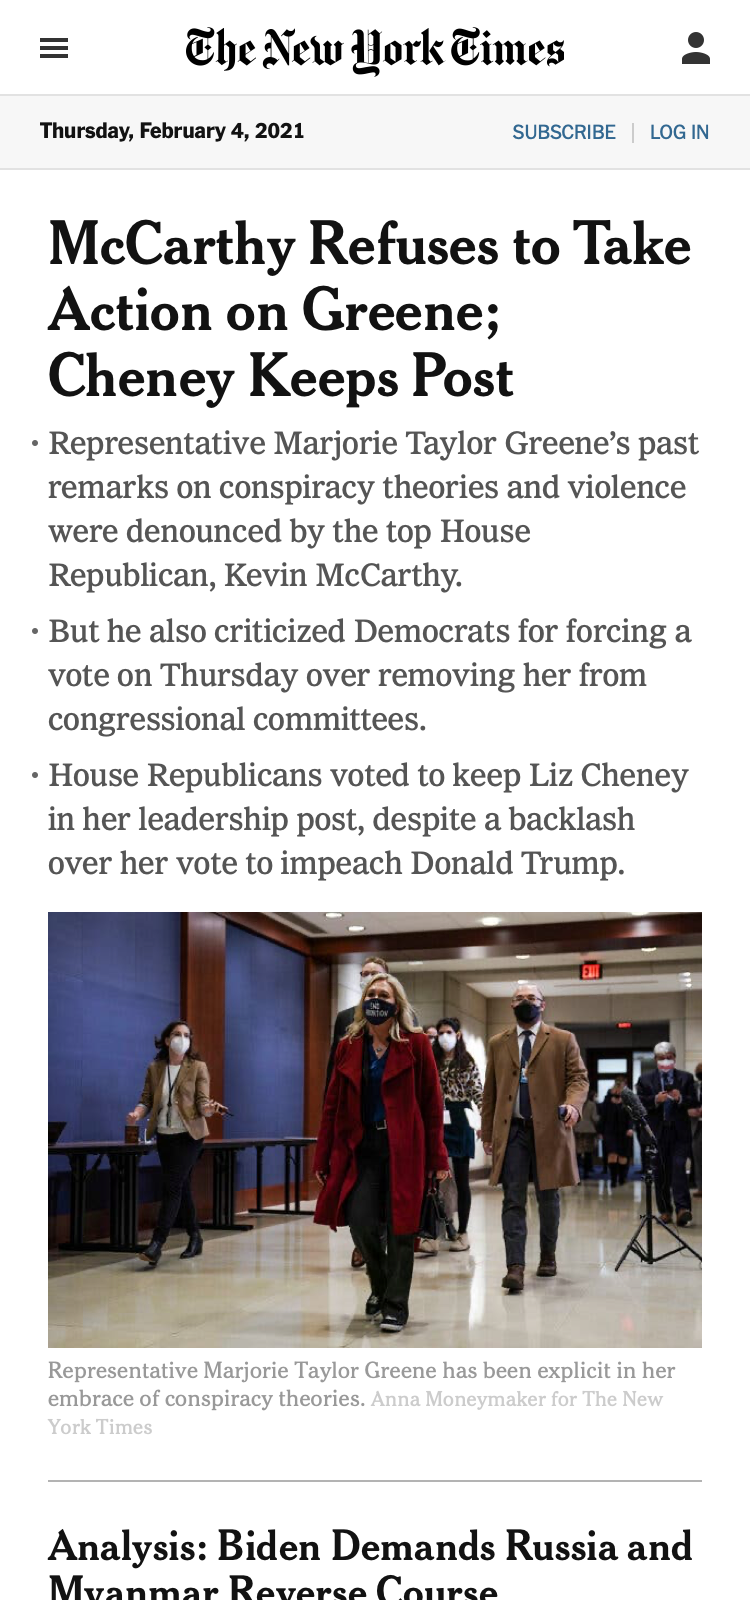 The New York Times
Thursday, February 4, 2021
SUBSCRIBE | LOG IN
McCarthy Refuses to Take
Action on Greene;
Cheney Keeps Post
• Representative Marjorie Taylor Greene’s past
remarks on conspiracy theories and violence
were denounced by the top House
Republican, Kevin McCarthy.
• But he also criticized Democrats for forcing a
vote on Thursday over removing her from
congressional committees.
• House Republicans voted to keep Liz Cheney
in her leadership post, despite a backlash
over her vote to impeach Donald Trump.
EXIT
END
ABORTION
Representative Marjorie Taylor Greene has been explicit in her
embrace of conspiracy theories. Anna Moneymaker for The New
York Times
Analysis: Biden Demands Russia and
Myanmar Reverse Course